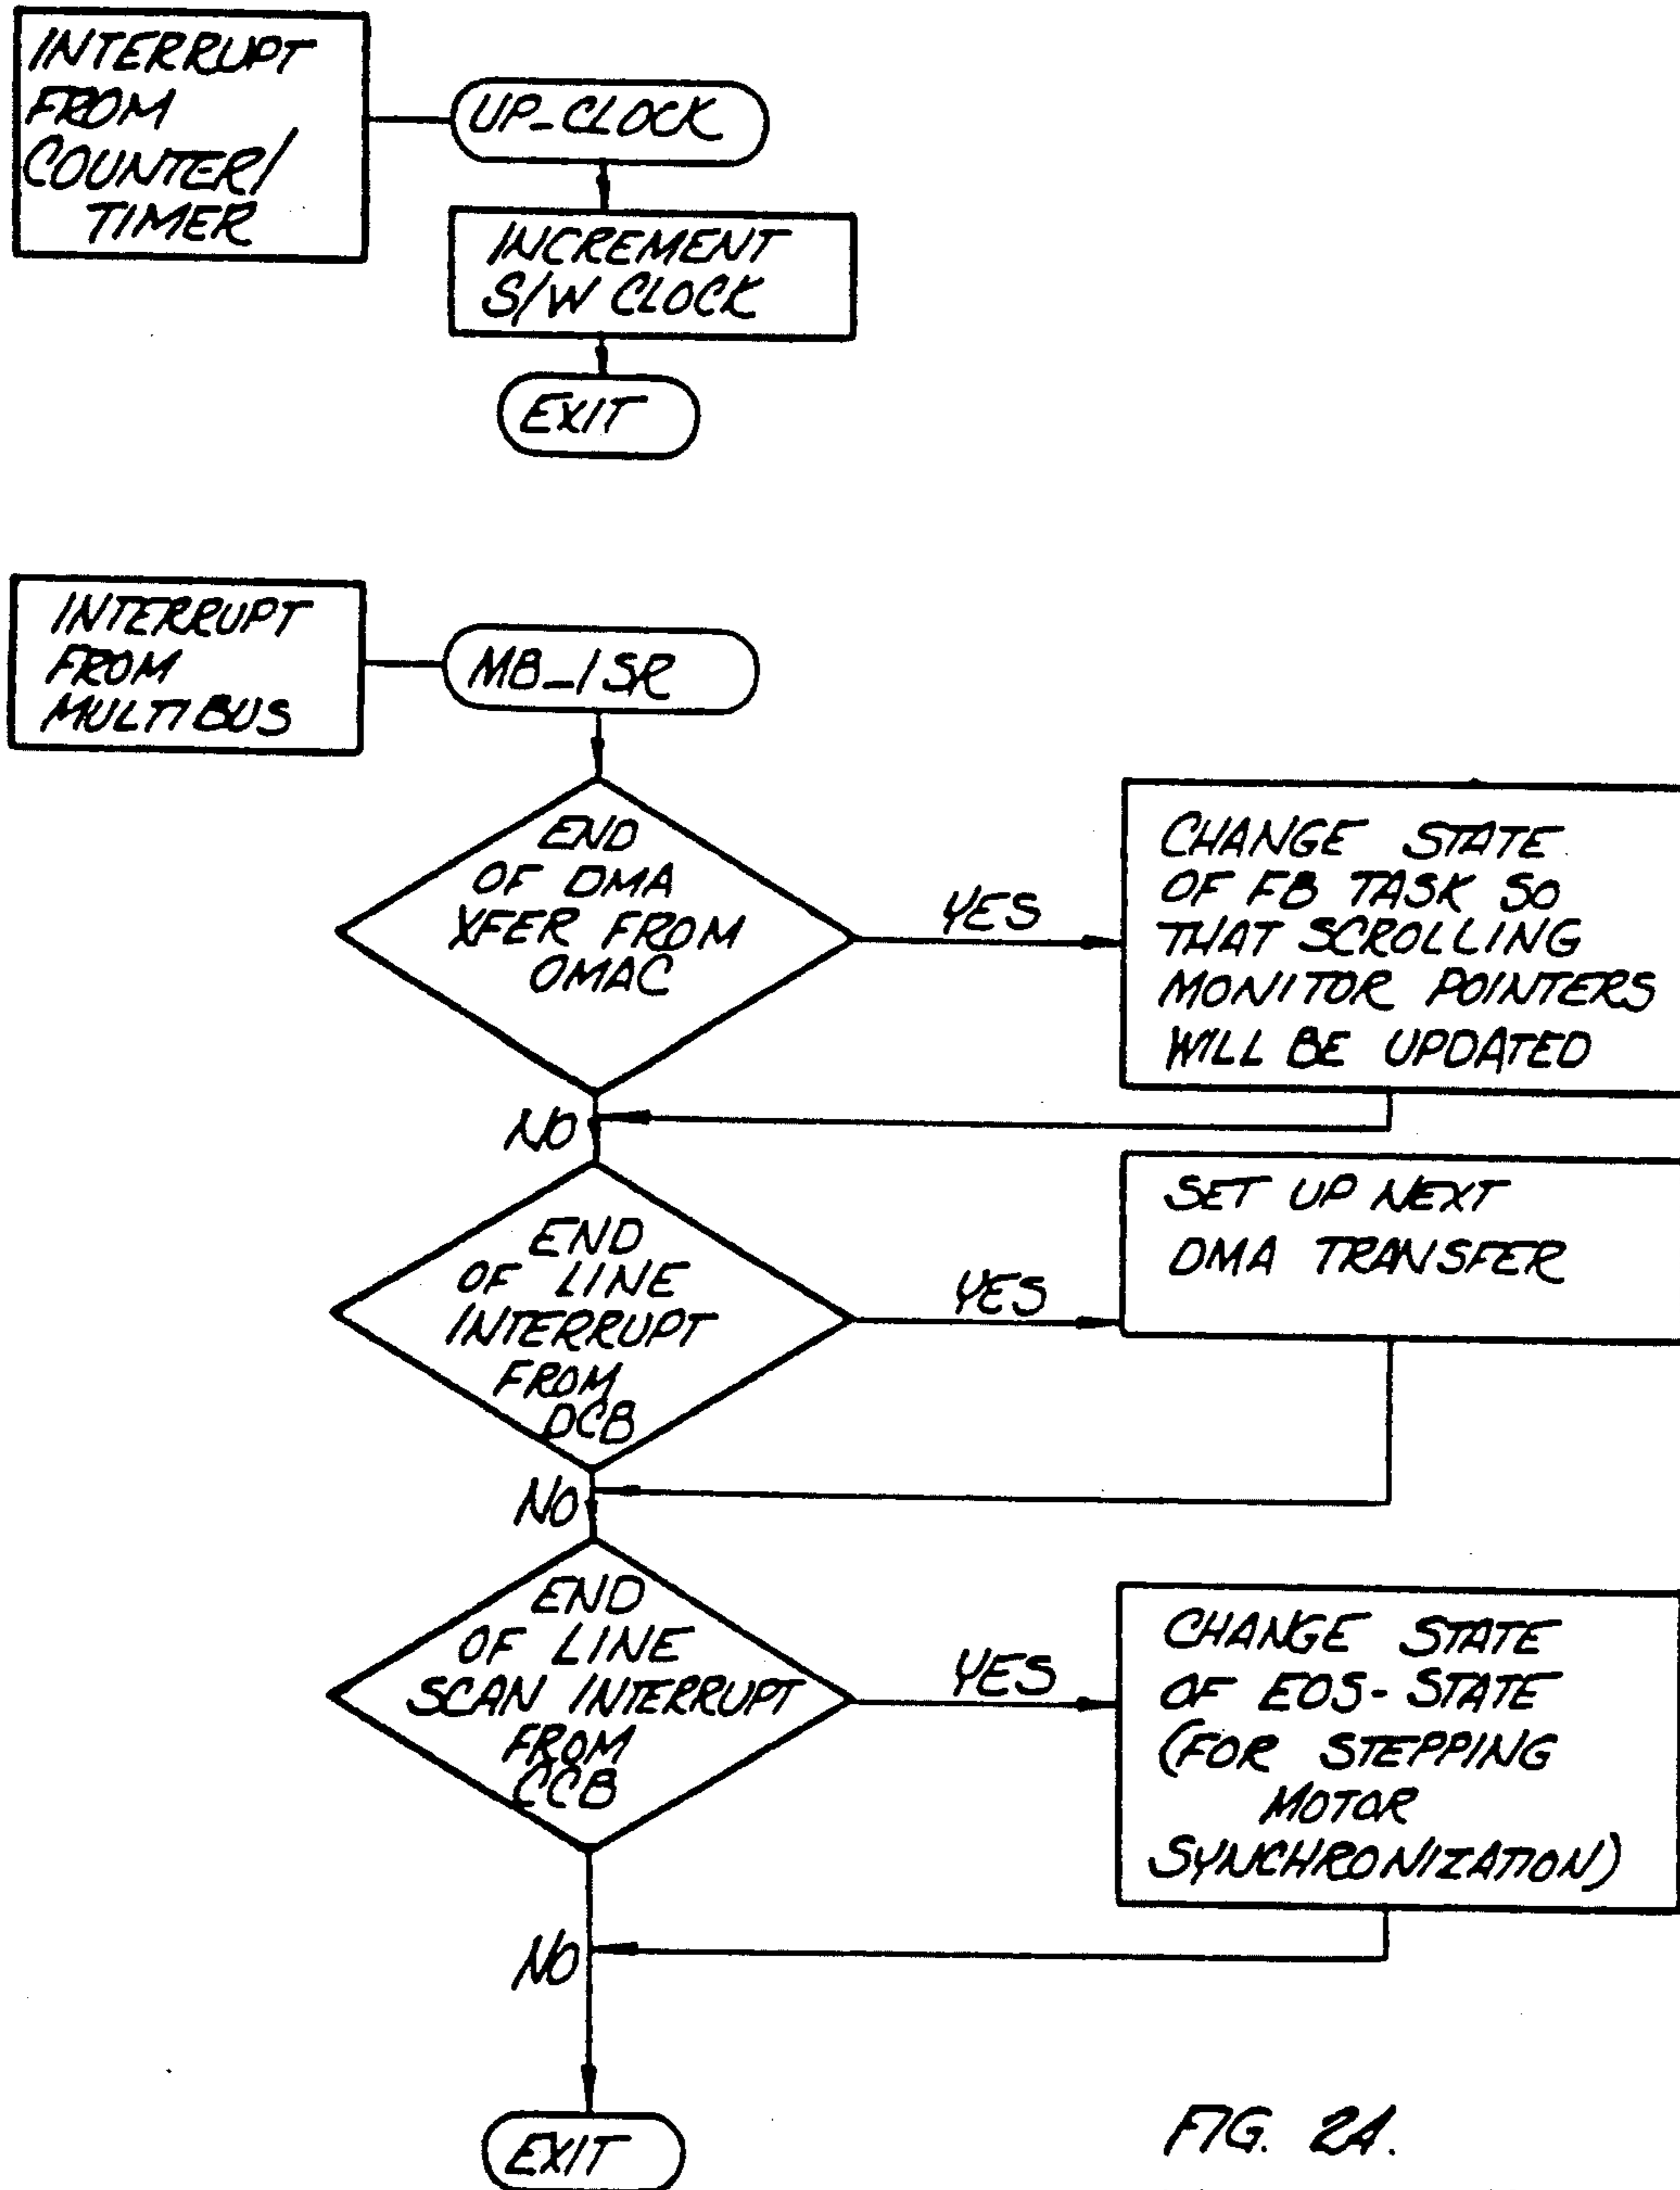 INTERRUPT
FROM
COUNTER/
TIMER
UP_CLOCK
INCREMENT
S/W CLOCK
EXIT
INTERRUPT
FROM
MULTIBUS
MB_ISR
END
OF DMA
XFER FROM
OMAC
YES
CHANGE STATE
OF FB TASK SO
THAT SCROLLING
MONITOR POINTERS
WILL BE UPDATED
NO
END
OF LINE
INTERRUPT
FROM
DCB
YES
SET UP NEXT
DMA TRANSFER
NO
END
OF LINE
SCAN INTERRUPT
FROM
CCB
YES
CHANGE STATE
OF EOS-STATE
(FOR STEPPING
MOTOR
SYNCHRONIZATION)
NO
EXIT
FIG. 2A.